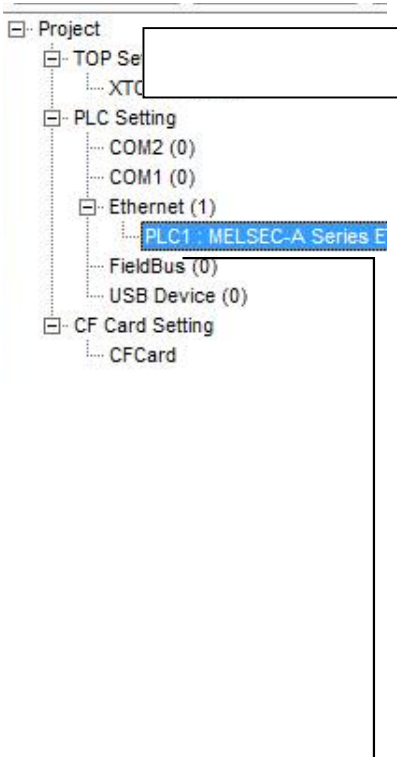 Project
TOP Se
XTO
PLC Setting
COM2 (0)
COM1 (0)
Ethernet (1)
PLC1 : MELSEC-A Series E
FieldBus (0)
USB Device (0)
CF Card Setting
CFCard